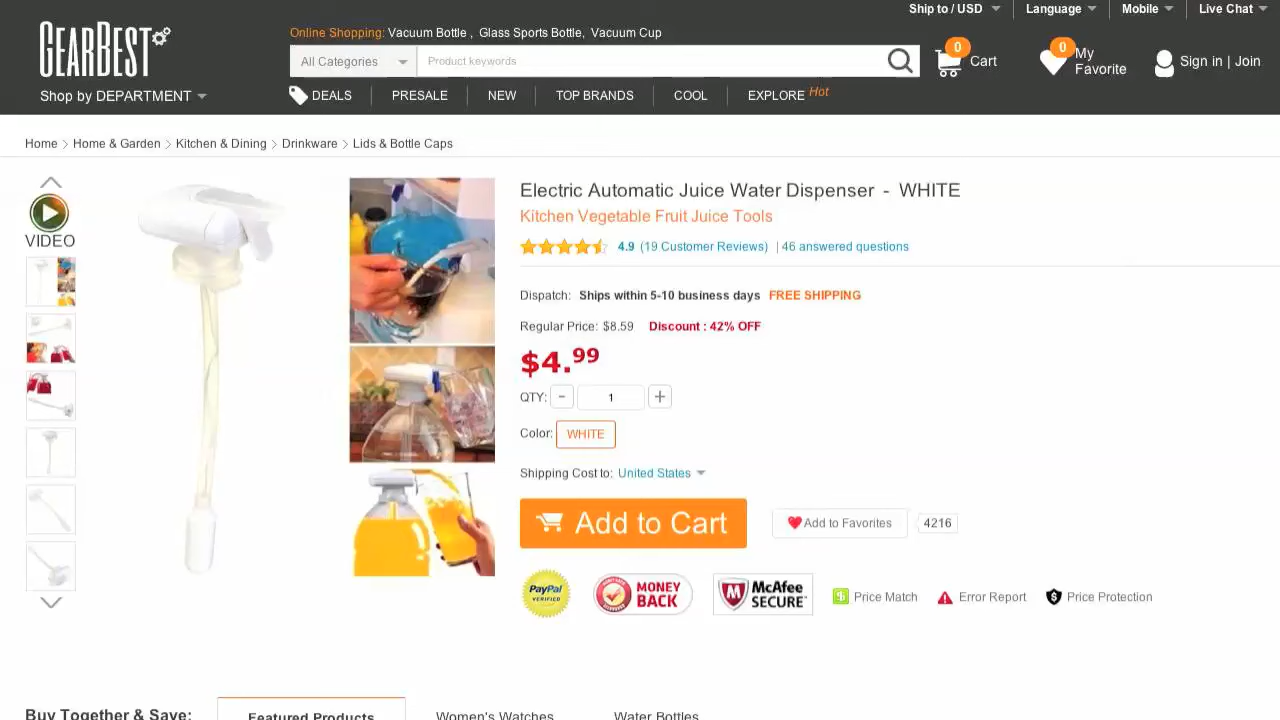 Ship to / USD Language Mobile Live Chat
GEARBEST
Online Shopping: Vacuum Bottle , Glass Sports Bottle, Vacuum Cup
All Categories Product keywords 0 Cart 0 My Favorite Sign in | Join
Shop by DEPARTMENT DEALS PRESALE NEW TOP BRANDS COOL EXPLORE Hot
Home Home & Garden Kitchen & Dining Drinkware Lids & Bottle Caps
VIDEO
Electric Automatic Juice Water Dispenser - WHITE
Kitchen Vegetable Fruit Juice Tools
4.9 (19 Customer Reviews) | 46 answered questions
Dispatch: Ships within 5-10 business days FREE SHIPPING
Regular Price: $8.59 Discount : 42% OFF
$4.99
QTY: - 1 +
Color: WHITE
Shipping Cost to: United States
Add to Cart Add to Favorites 4216
PayPal VERIFIED MONEY BACK McAfee SECURE Price Match Error Report Price Protection
Buy Together & Save: Featured Products Women's Watches Water Bottles